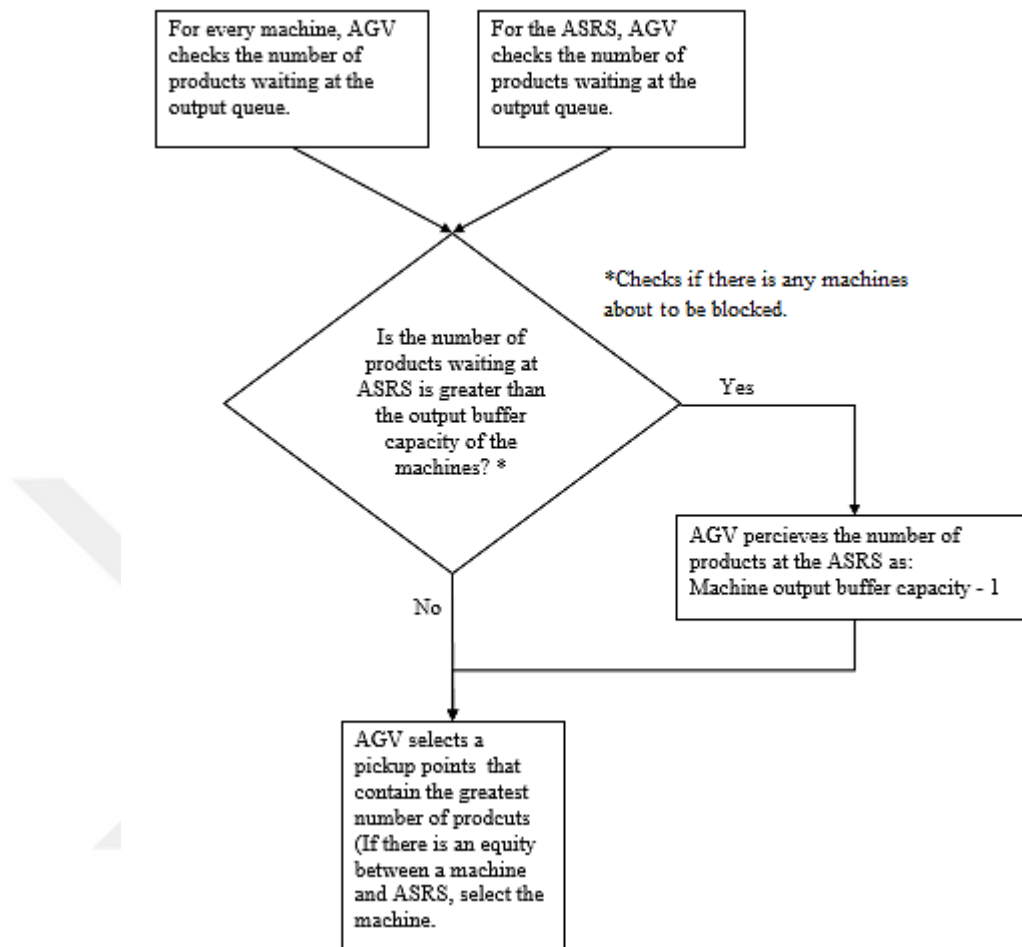 For every machine, AGV
checks the number of
products waiting at the
output queue.
For the ASRS, AGV
checks the number of
products waiting at the
output queue.
*Checks if there is any machines
about to be blocked.
Is the number of
products waiting at
ASRS is greater than
the output buffer
capacity of the
machines? *
Yes
AGV percieves the number of
products at the ASRS as:
Machine output buffer capacity - 1
No
AGV selects a
pickup points that
contain the greatest
number of prodcuts
(If there is an equity
between a machine
and ASRS, select the
machine.